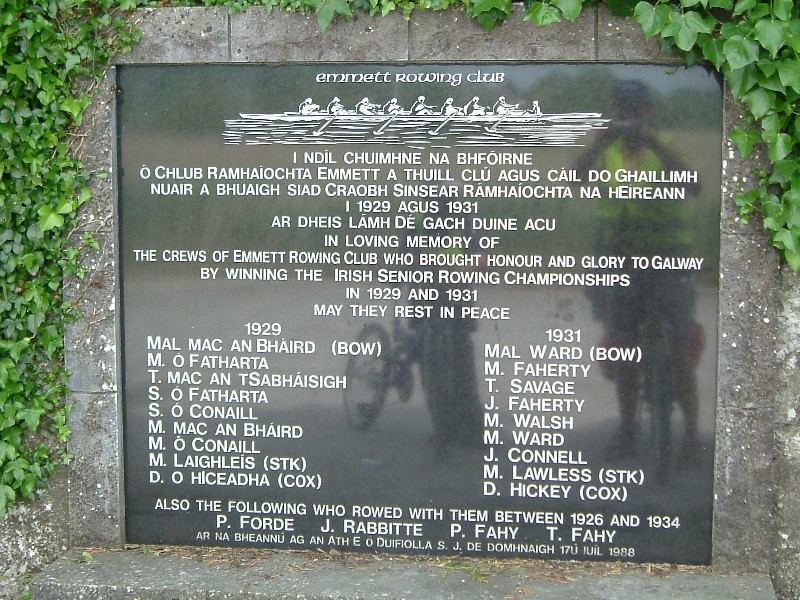 Emmett Rowing Club
I NDÍL CHUIMHNE NA BHFÓIRNE
Ó CHLUB RAMHAÍOCHTA EMMETT A THUILL CLÚ AGUS CÁIL DO GHAILLIMH
NUAIR A BHUAIGH SIAD CRAOBH SINSEAR RÁMHAÍOCHTA NA HEIREANN
I 1929 AGUS 1931
AR DHEIS LÁMH DÉ GACH DUINE ACU
IN LOVING MEMORY OF
THE CREWS OF EMMETT ROWING CLUB WHO BROUGHT HONOUR AND GLORY TO GALWAY
BY WINNING THE IRISH SENIOR ROWING CHAMPIONSHIPS
IN 1929 AND 1931
MAY THEY REST IN PEACE
1929
MAL MAC AN BHÁIRD (BOW)
M. Ó FATHARTA
T. MAC AN TSABHÁISIGH
S. Ó FATHARTA
S. Ó CONAILL
M. MAC AN BHÁIRD
M. Ó CONAILL
M. LAIGHLEÍS (STK)
D. O HÍCEADHA (COX)
1931
MAL WARD (BOW)
M. FAHERTY
T. SAVAGE
J. FAHERTY
M. WALSH
M. WARD
J. CONNELL
M. LAWLESS (STK)
D. HICKEY (COX)
ALSO THE FOLLOWING WHO ROWED WITH THEM BETWEEN 1926 AND 1934
P. FORDE J. RABBITTE P. FAHY T. FAHY
AR NA BHEANNÚ AG AN ATH E Ó DUIFIOLLA S. J. DE DOMHNAIGH 17Ú IUIL 1988